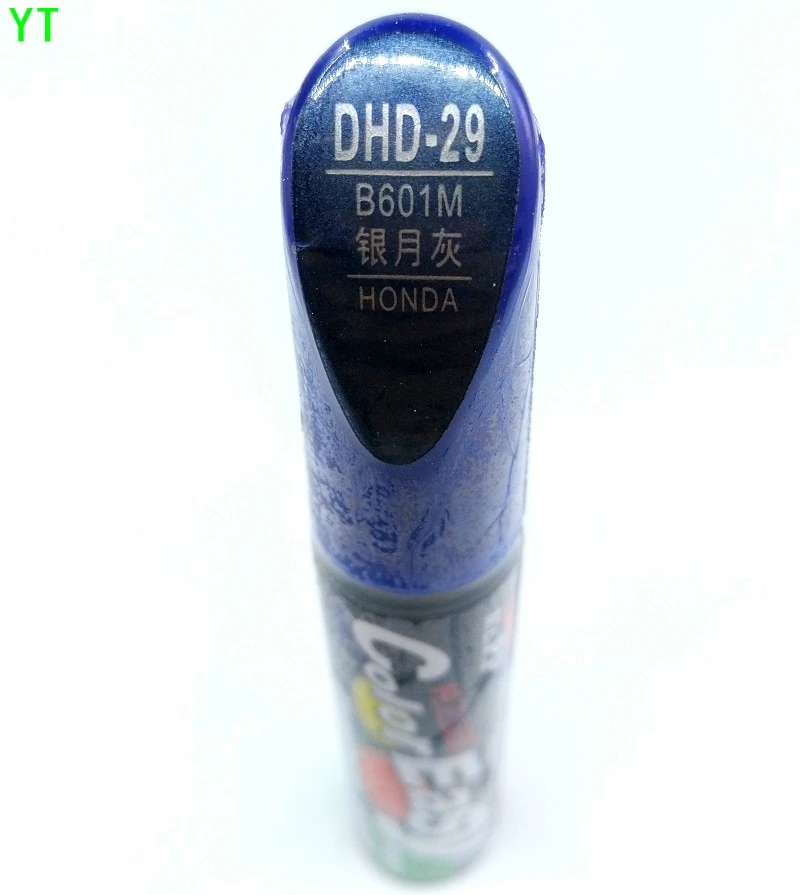 YT
DHD-29
B601M
银月灰
HONDA
Color